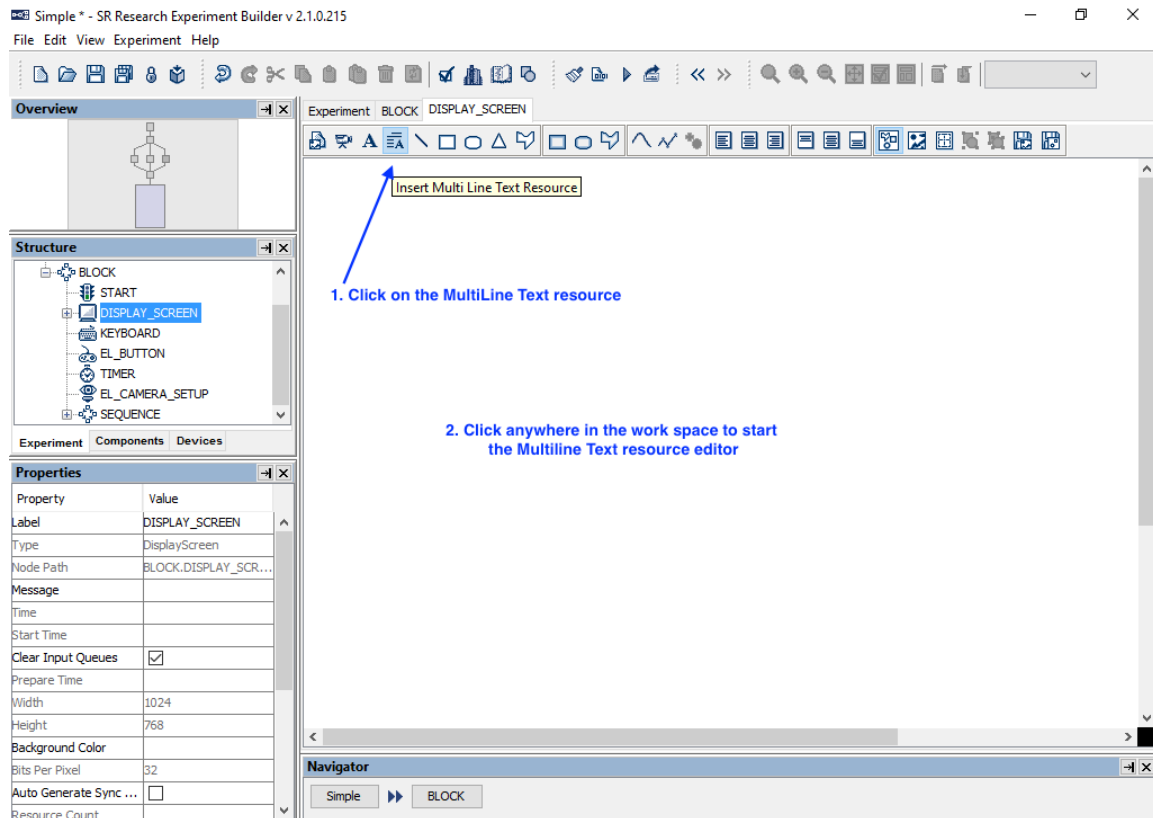 Simple * - SR Research Experiment Builder v 2.1.0.215
File Edit View Experiment Help
Overview
Experiment BLOCK DISPLAY_SCREEN
Insert Multi Line Text Resource
1. Click on the MultiLine Text resource
2. Click anywhere in the work space to start
the Multiline Text resource editor
Structure
BLOCK
START
DISPLAY_SCREEN
KEYBOARD
EL_BUTTON
TIMER
EL_CAMERA_SETUP
SEQUENCE
Experiment Components Devices
Properties
Property Value
Label DISPLAY_SCREEN
Type DisplayScreen
Node Path BLOCK.DISPLAY_SCR...
Message
Time
Start Time
Clear Input Queues
Prepare Time
Width 1024
Height 768
Background Color
Bits Per Pixel 32
Auto Generate Sync ...
Resource Count
Navigator
Simple BLOCK